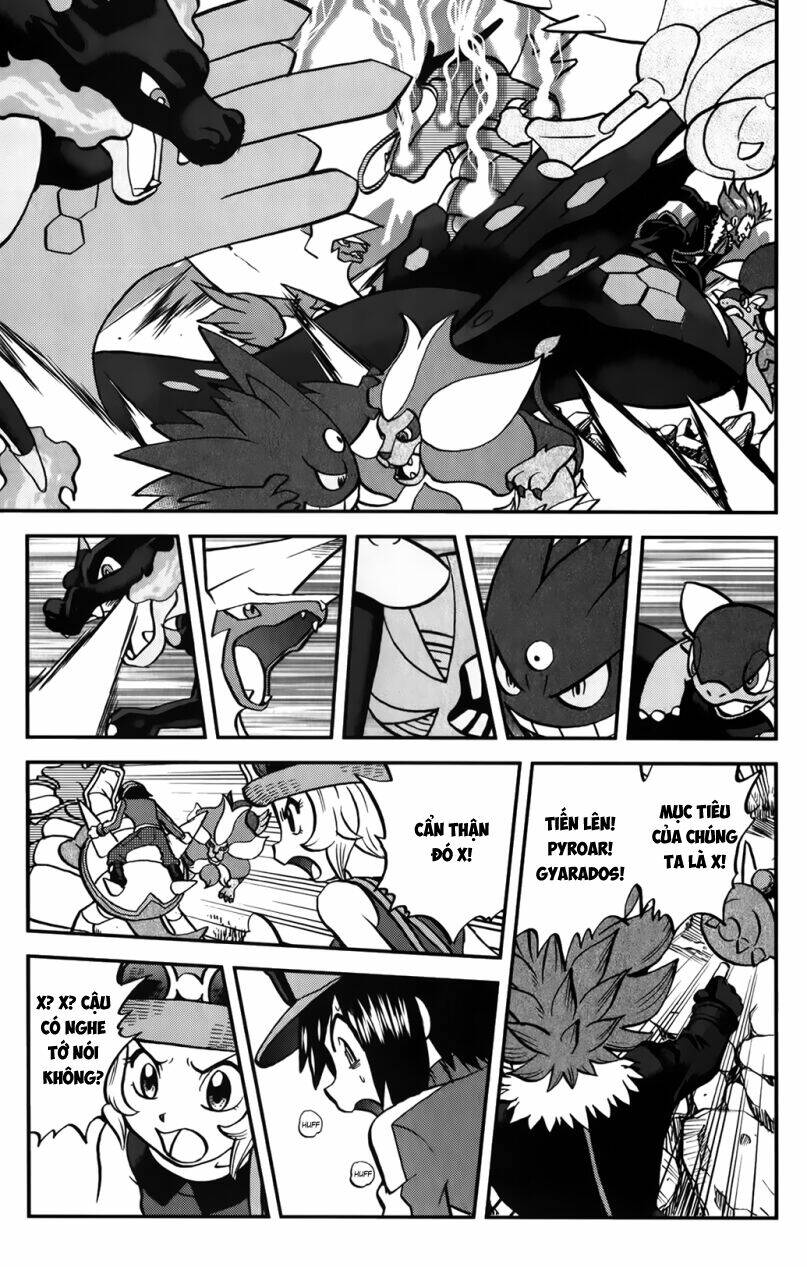 MỤC TIÊU
CỦA CHÚNG
TA LÀ X!
TIẾN LÊN!
PYROAR!
GYARADOS!
CẨN THẬN
ĐÓ X!
HUFF
HUFF
X? X? CẬU
CÓ NGHE
TỚ NÓI
KHÔNG?